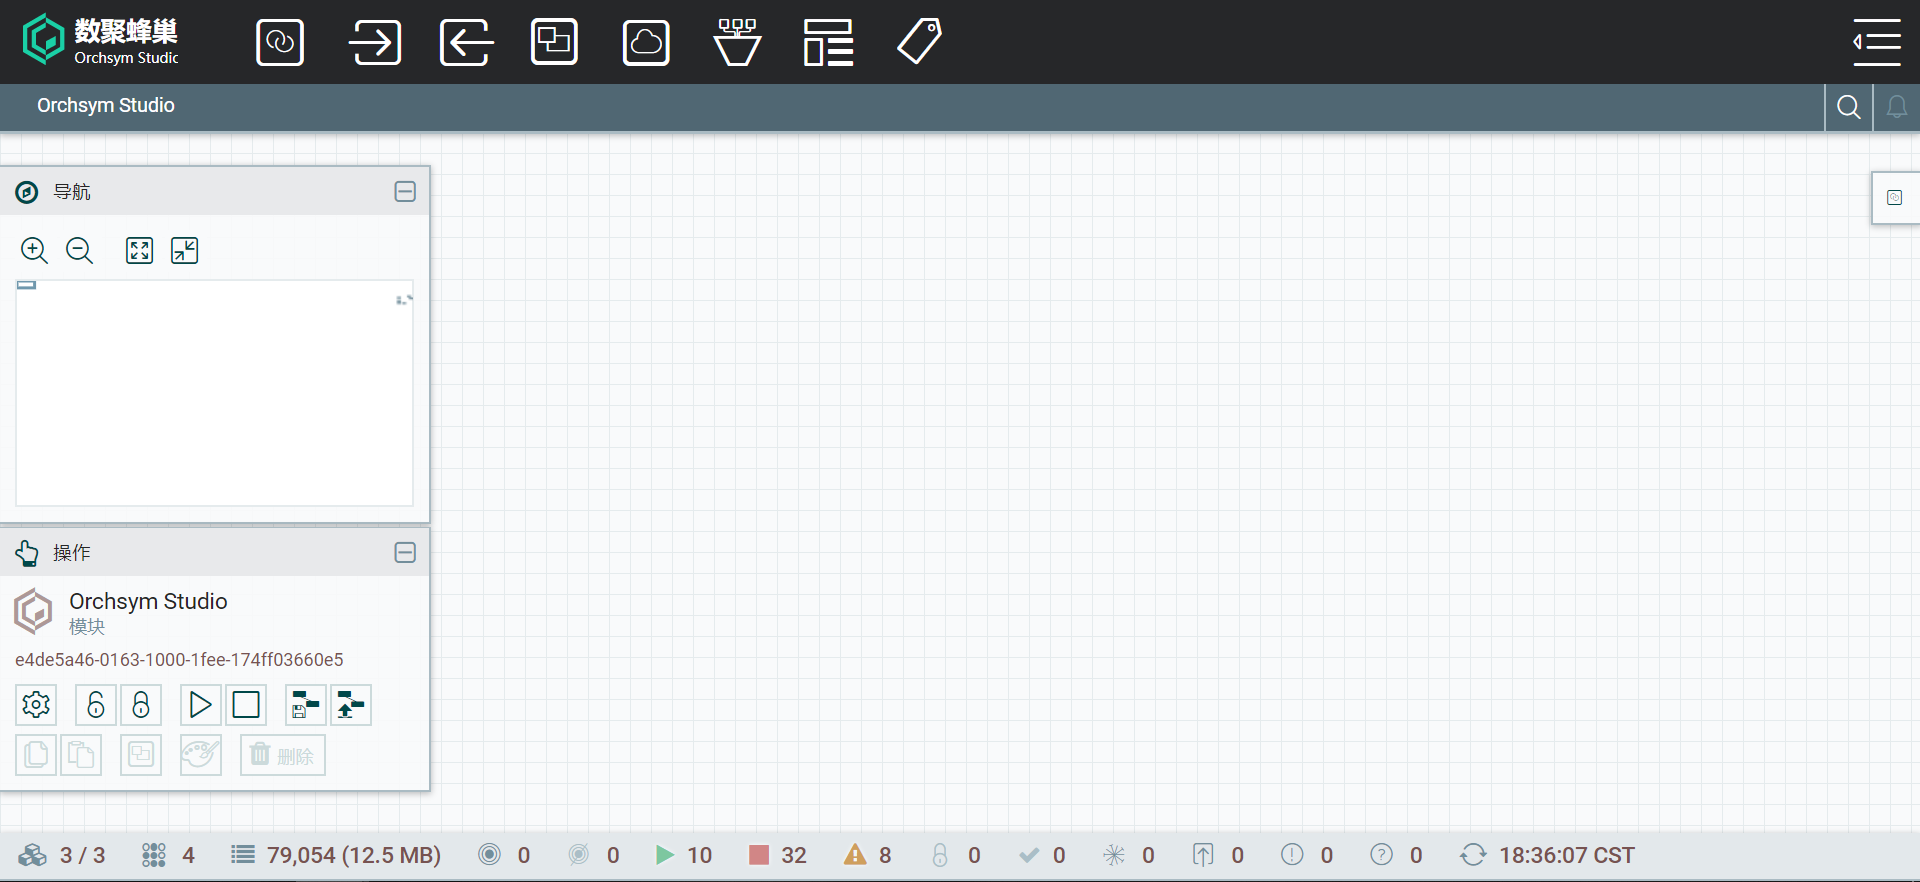 数聚蜂巢
Orchsym Studio
Orchsym Studio
导航
操作
Orchsym Studio
模块
e4de5a46-0163-1000-1fee-174ff03660e5
删除
3 / 3 4 79,054 (12.5 MB) 0 0 10 32 8 0 0 0 0 0 0 18:36:07 CST